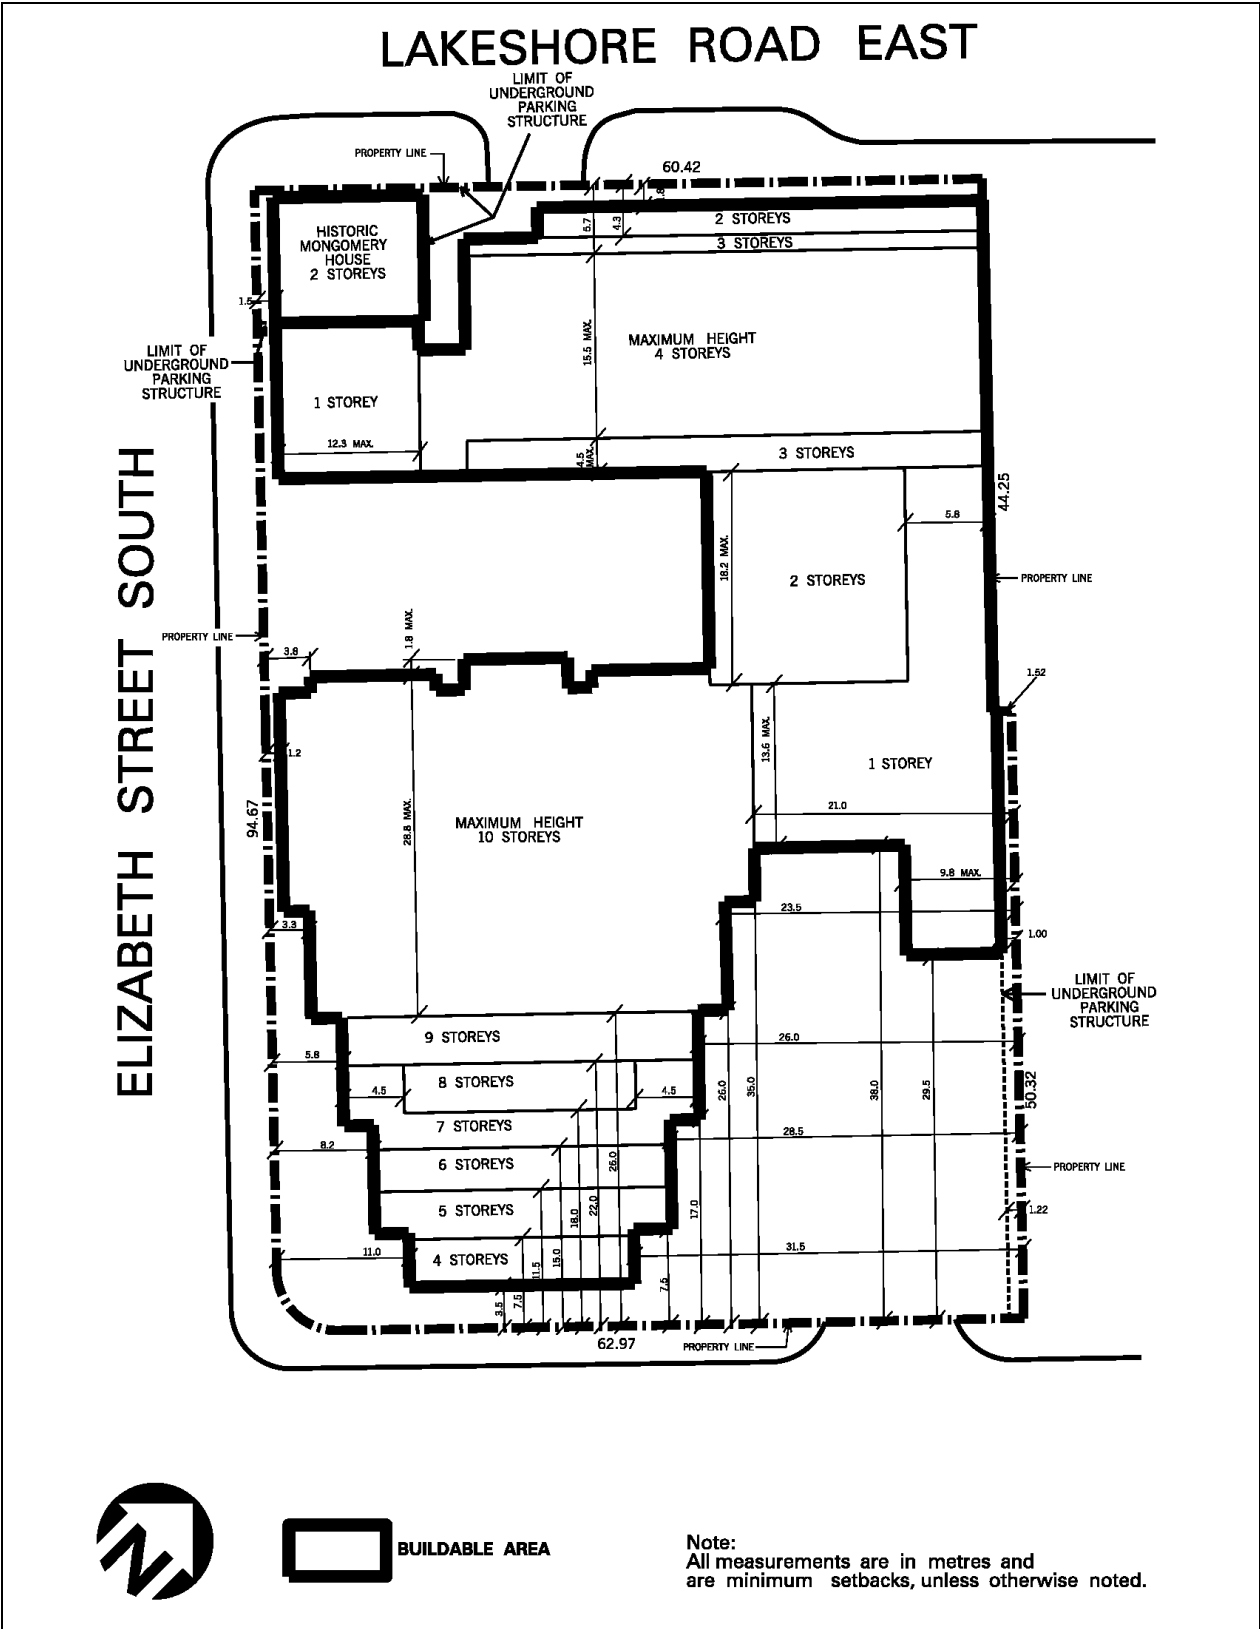 LAKESHORE ROAD EAST
LIMIT OF
UNDERGROUND
PARKING
STRUCTURE
PROPERTY LINE
60.42
1.8
2 STOREYS
5.7
4.3
3 STOREYS
HISTORIC
MONGOMERY
HOUSE
2 STOREYS
1.5
LIMIT OF
UNDERGROUND
PARKING
STRUCTURE
15.5 MAX.
MAXIMUM HEIGHT
4 STOREYS
1 STOREY
12.3 MAX.
4.5
MAX.
3 STOREYS
44.25
5.8
18.2 MAX.
2 STOREYS
PROPERTY LINE
ELIZABETH STREET SOUTH
PROPERTY LINE
3.8
1.8 MAX.
1.52
1.2
13.6 MAX.
1 STOREY
94.67
28.8 MAX.
MAXIMUM HEIGHT
10 STOREYS
21.0
9.8 MAX.
23.5
3.3
1.00
LIMIT OF
UNDERGROUND
PARKING
STRUCTURE
9 STOREYS
26.0
5.8
8 STOREYS
4.5
4.5
26.0
35.0
38.0
29.5
50.32
7 STOREYS
28.5
8.2
6 STOREYS
26.0
PROPERTY LINE
5 STOREYS
18.0
22.0
17.0
1.22
11.0
4 STOREYS
31.5
15.0
11.5
7.5
7.5
3.5
62.97
PROPERTY LINE
N
BUILDABLE AREA
Note:
All measurements are in metres and
are minimum setbacks, unless otherwise noted.